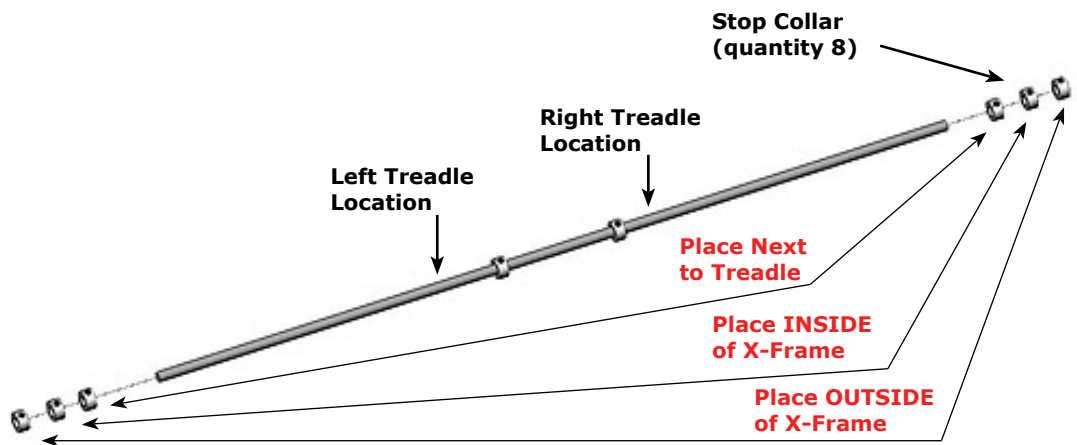 Stop Collar
(quantity 8)
Right Treadle
Location
Left Treadle
Location
Place Next
to Treadle
Place INSIDE
of X-Frame
Place OUTSIDE
of X-Frame